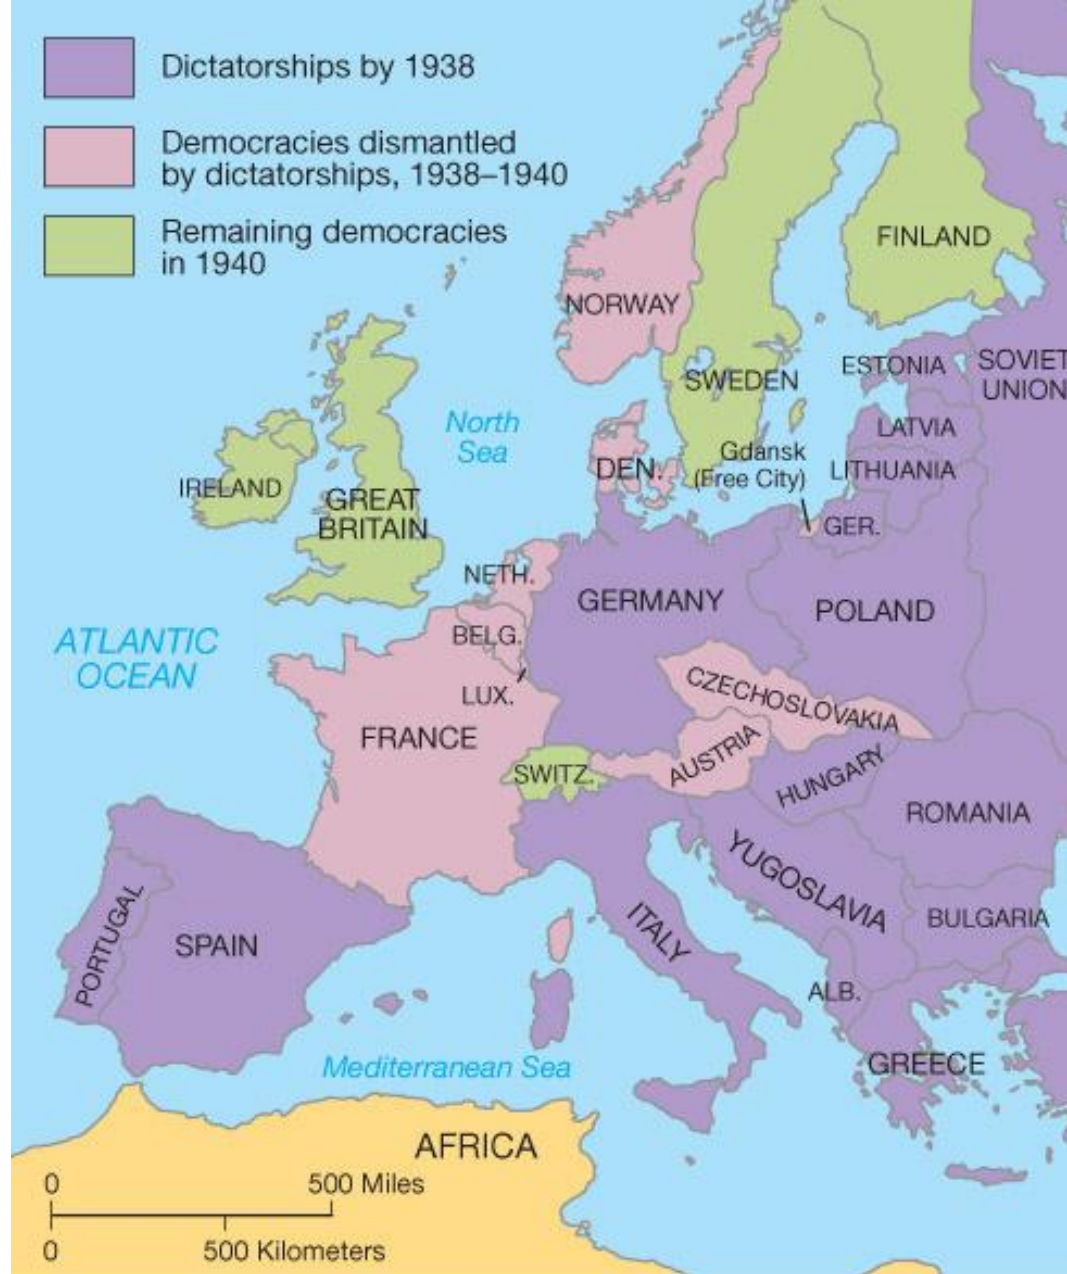 Dictatorships by 1938
Democracies dismantled
by dictatorships, 1938–1940
Remaining democracies
in 1940
FINLAND
NORWAY
ESTONIA
SOVIET
UNION
SWEDEN
North
Sea
LATVIA
Gdansk
(Free City)
DEN.
LITHUANIA
IRELAND
GREAT
BRITAIN
GER.
NETH.
GERMANY
POLAND
ATLANTIC
OCEAN
BELG.
LUX.
CZECHOSLOVAKIA
FRANCE
AUSTRIA
SWITZ.
HUNGARY
ROMANIA
YUGOSLAVIA
PORTUGAL
SPAIN
ITALY
BULGARIA
ALB.
Mediterranean Sea
GREECE
AFRICA
0 500 Miles
0 500 Kilometers